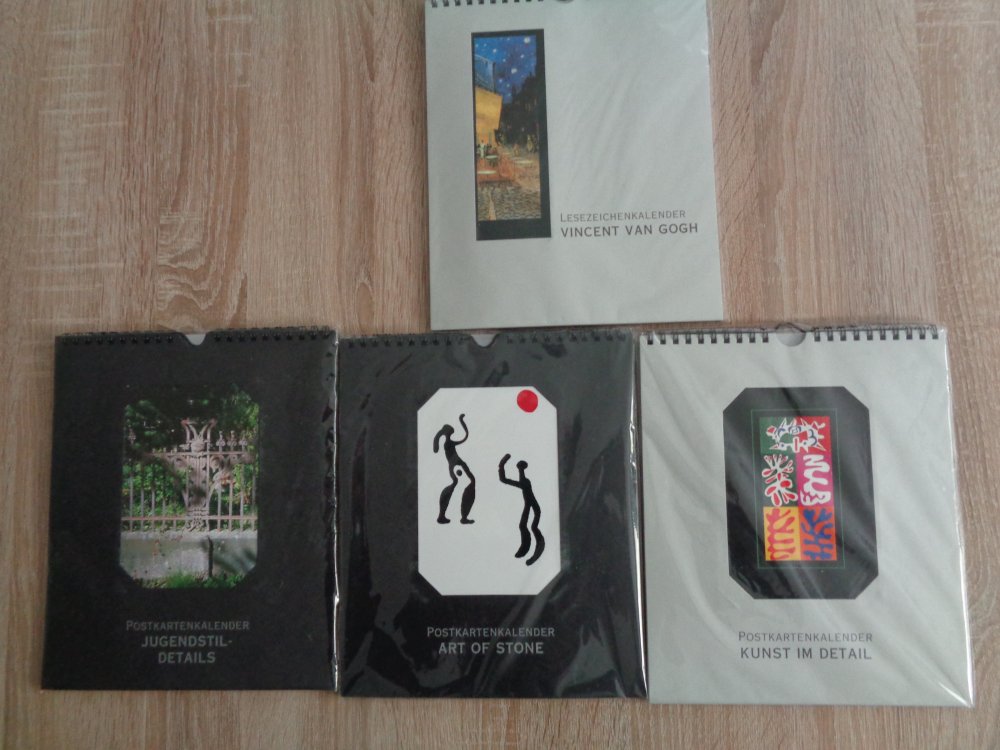 LESEZEICHENKALENDER
VINCENT VAN GOGH
POSTKARTENKALENDER
JUGENDSTIL-
DETAILS
POSTKARTENKALENDER
ART OF STONE
POSTKARTENKALENDER
KUNST IM DETAIL